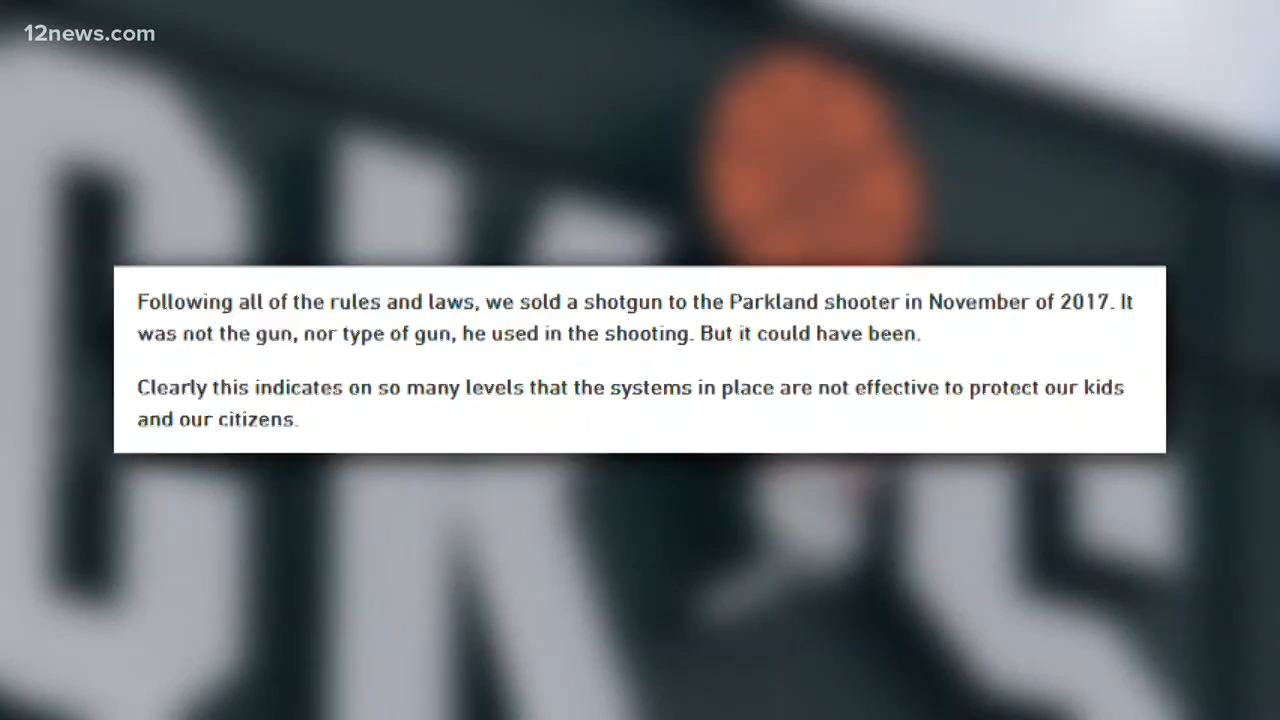 12news.com
CK'S
Following all of the rules and laws, we sold a shotgun to the Parkland shooter in November of 2017. It
was not the gun, nor type of gun, he used in the shooting. But it could have been.
Clearly this indicates on so many levels that the systems in place are not effective to protect our kids
and our citizens.